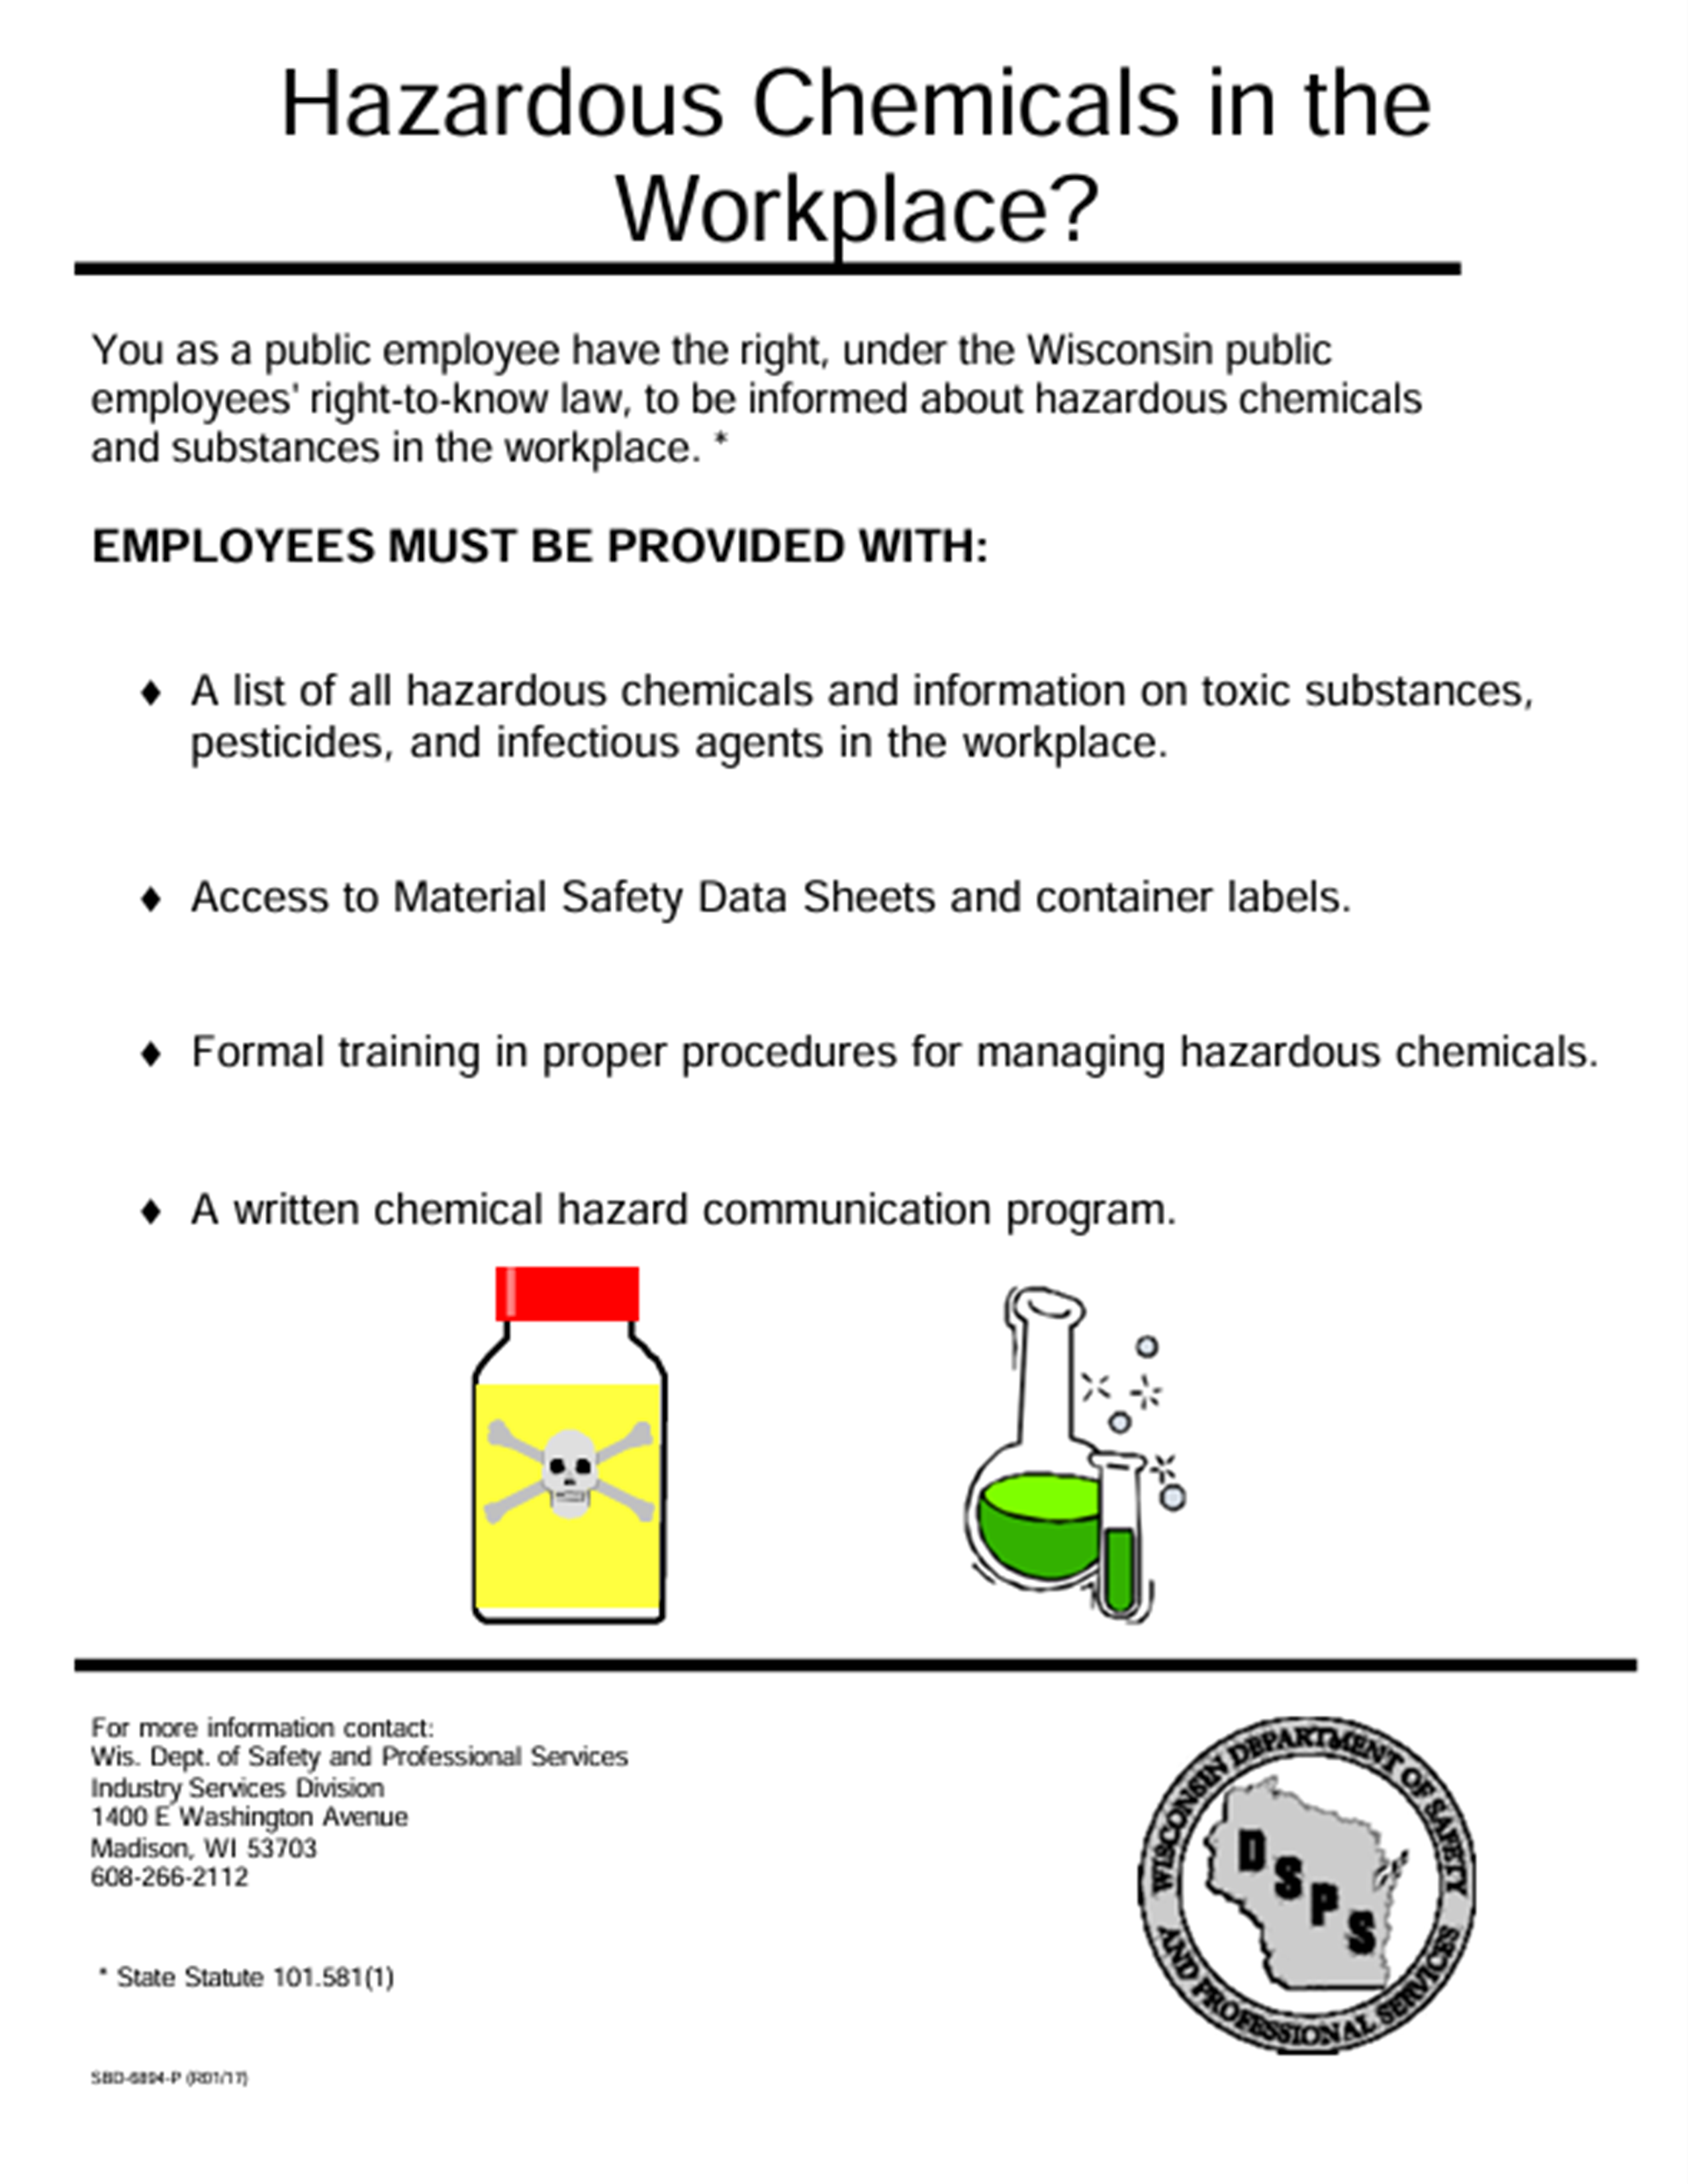 Hazardous Chemicals in the
Workplace?
You as a public employee have the right, under the Wisconsin public
employees' right-to-know law, to be informed about hazardous chemicals
and substances in the workplace. *
EMPLOYEES MUST BE PROVIDED WITH:
♦ A list of all hazardous chemicals and information on toxic substances,
pesticides, and infectious agents in the workplace.
♦ Access to Material Safety Data Sheets and container labels.
♦ Formal training in proper procedures for managing hazardous chemicals.
♦ A written chemical hazard communication program.
For more information contact:
Wis. Dept. of Safety and Professional Services
Industry Services Division
1400 E Washington Avenue
Madison, WI 53703
608-266-2112
* State Statute 101.581(1)
SBD-6894-P (R01/17)
WISCONSIN DEPARTMENT OF SAFETY
AND PROFESSIONAL SERVICES
DSPS